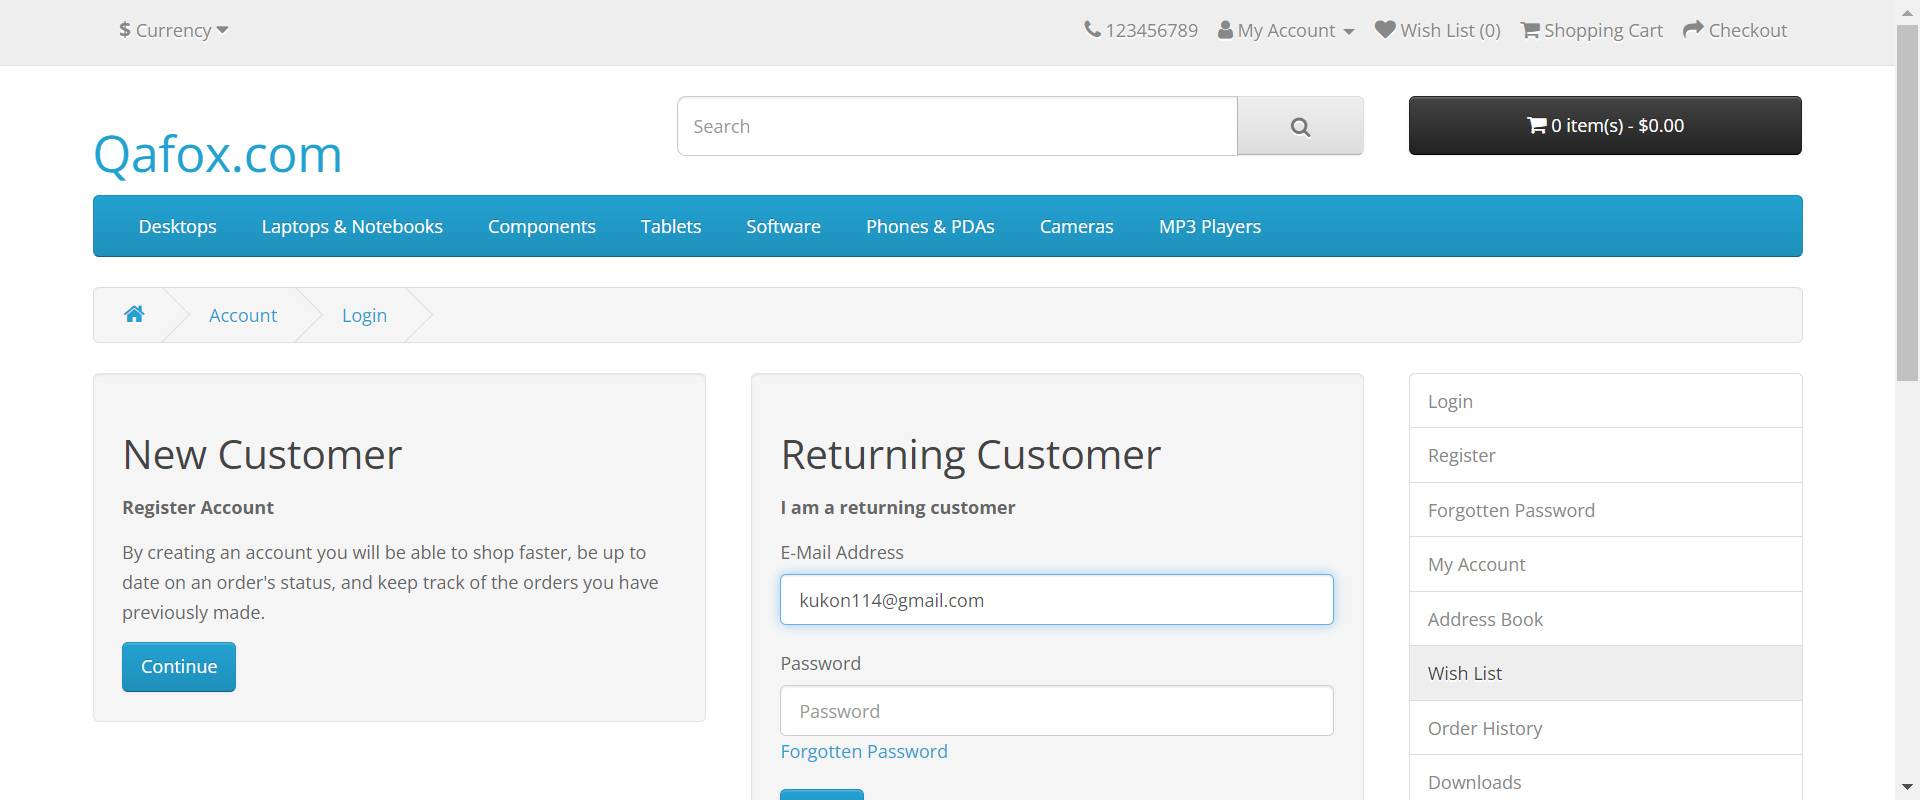 $ Currency
123456789 My Account Wish List (0) Shopping Cart Checkout
Qafox.com
Search
0 item(s) - $0.00
Desktops Laptops & Notebooks Components Tablets Software Phones & PDAs Cameras MP3 Players
Account Login
New Customer
Register Account
By creating an account you will be able to shop faster, be up to
date on an order's status, and keep track of the orders you have
previously made.
Continue
Returning Customer
I am a returning customer
E-Mail Address
kukon114@gmail.com
Password
Password
Forgotten Password
Login
Register
Forgotten Password
My Account
Address Book
Wish List
Order History
Downloads